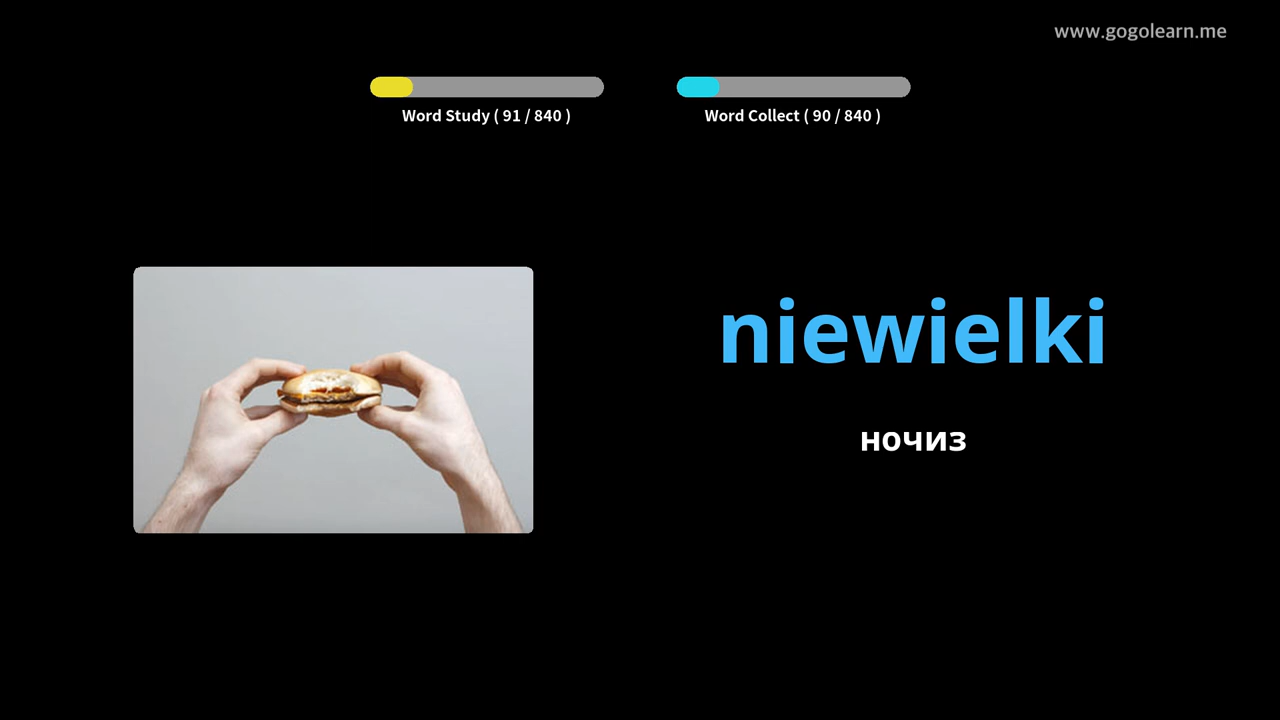 www.gogolearn.me
Word Study ( 91 / 840 )
Word Collect ( 90 / 840 )
niewielki
ночиз